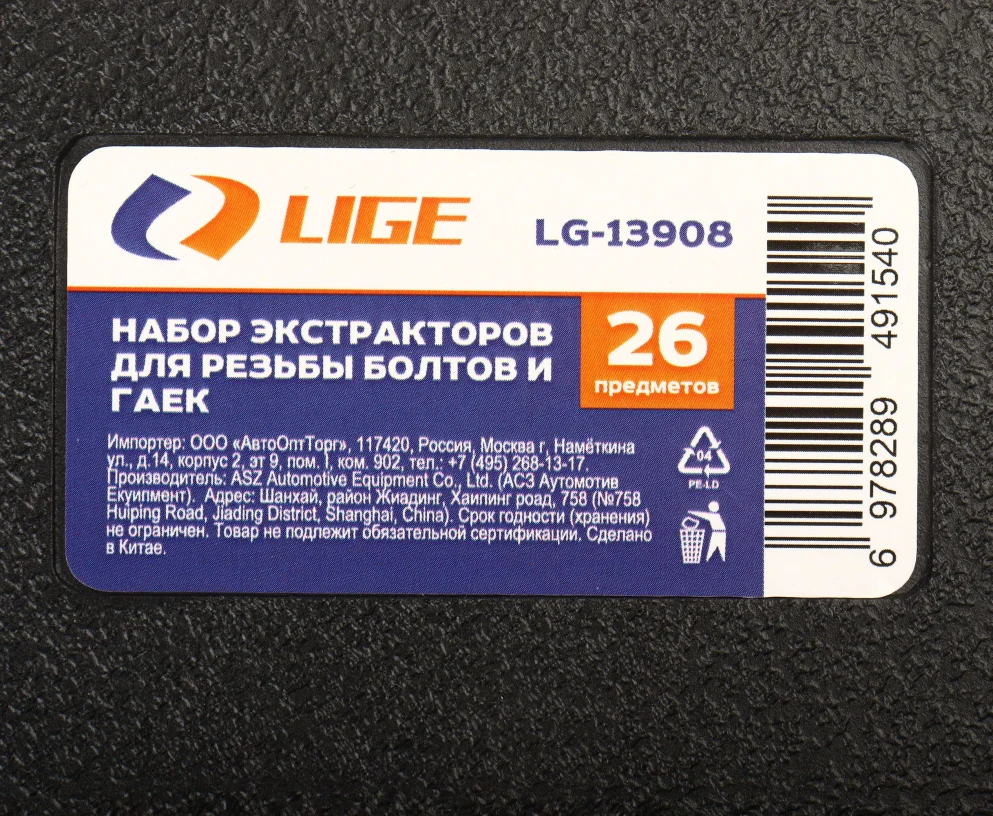 LIGE
LG-13908
НАБОР ЭКСТРАКТОРОВ
ДЛЯ РЕЗЬБЫ БОЛТОВ И
ГАЕК
26
предметов
Импортер: ООО «АвтоОптТорг», 117420, Россия, Москва г, Намёткина
ул., д.14, корпус 2, эт 9, пом. I, ком. 902, тел.: +7 (495) 268-13-17.
Производитель: ASZ Automotive Equipment Co., Ltd. (АСЗ Аутомотив
Екуипмент). Адрес: Шанхай, район Жиадинг, Хаипинг роад, 758 (№758
Huiping Road, Jiading District, Shanghai, China). Срок годности (хранения)
не ограничен. Товар не подлежит обязательной сертификации. Сделано
в Китае.
04
PE-LD
6 978289 491540